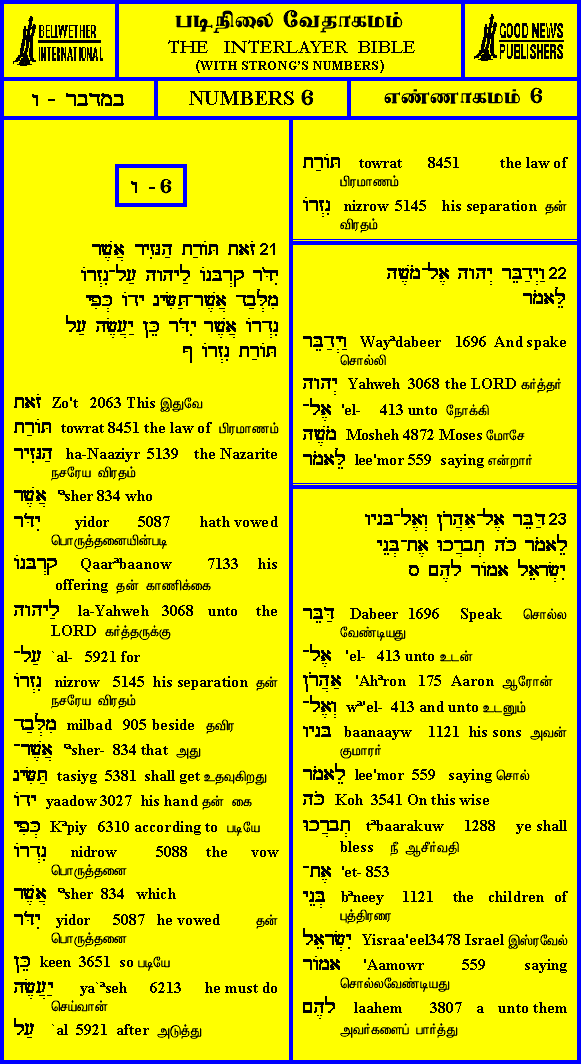 BELLWETHER
INTERNATIONAL
படிநிலை வேதாகமம்
THE INTERLAYER BIBLE
(WITH STRONG'S NUMBERS)
GOOD NEWS
PUBLISHERS
במדבר - ו
NUMBERS 6
எண்ணாகமம் 6
ו - 6
21 זֹאת תּוֹרַת הַנָּזִיר אֲשֶׁר
יִדֹּר קׇרְבָּנוֹ לַיהוָה עַל־נִזְרוֹ
מִלְּבַד אֲשֶׁר־תַּשִּׂיג יָדוֹ כְּפִי
נִדְרוֹ אֲשֶׁר יִדֹּר כֵּן יַעֲשֶׂה עַל
תּוֹרַת נִזְרוֹ ף
זֹאת Zo't 2063 This இதுவே
תּוֹרַת towrat 8451 the law of பிரமாணம்
הַנָּזִיר ha-Naaziyr 5139 the Nazarite
நசரேய விரதம்
אֲשֶׁר ªsher 834 who
יִדֹּר yidor 5087 hath vowed
பொருத்தனையின்படி
קׇרְבָּנוֹ Qaarªbaanow 7133 his
offering தன் காணிக்கை
לַיהוָה la-Yahweh 3068 unto the
LORD கர்த்தருக்கு
עַל־ `al- 5921 for
נִזְרוֹ nizrow 5145 his separation தன்
நசரேய விரதம்
מִלְּבַד milbad 905 beside தவிர
אֲשֶׁר־ ªsher- 834 that அது
תַּשִּׂיג tasiyg 5381 shall get உதவுகிறது
יָדוֹ yaadow 3027 his hand தன் கை
כְּפִי Kªpiy 6310 according to படியே
נִדְרוֹ nidrow 5088 the vow
பொருத்தனை
אֲשֶׁר ªsher 834 which
יִדֹּר yidor 5087 he vowed தன்
பொருத்தனை
כֵּן keen 3651 so படியே
יַעֲשֶׂה ya`ªseh 6213 he must do
செய்வான்
עַל `al 5921 after அடுத்து
תּוֹרַת towrat 8451 the law of
பிரமாணம்
נִזְרוֹ nizrow 5145 his separation தன்
விரதம்
22 וַיְדַבֵּר יְהוָה אֶל־מֹשֶׁה
לֵּאמֹר
וַיְדַבֵּר Wayªdabeer 1696 And spake
சொல்லி
יְהוָה Yahweh 3068 the LORD கர்த்தர்
אֶל־ 'el- 413 unto நோக்கி
מֹשֶׁה Mosheh 4872 Moses மோசே
לֵּאמֹר lee'mor 559 saying என்றார்
23 דַּבֵּר אֶל־אַהֲרֹן וְאֶל־בָּנָיו
לֵאמֹר כֹּה תְבָרֲכוּ אֶת־בְּנֵי
יִשְׂרָאֵל אָמוֹר לָהֶם ס
דַּבֵּר Dabeer 1696 Speak சொல்ல
வேண்டியது
אֶל־ 'el- 413 unto உடன்
אַהֲרֹן 'Ahªron 175 Aaron ஆரோன்
וְאֶל־ wª'el- 413 and unto உடனும்
בָּנָיו baanaayw 1121 his sons அவன்
குமாரர்
לֵאמֹר lee'mor 559 saying சொல்
כֹּה Koh 3541 On this wise
תְבָרֲכוּ tªbaarakuw 1288 ye shall
bless நீ ஆசீர்வதி
אֶת־ 'et- 853
בְּנֵי bªneey 1121 the children of
புத்திரரை
יִשְׂרָאֵל Yisraa'eel3478 Israel இஸ்ரவேல்
אָמוֹר 'Aamowr 559 saying
சொல்லவேண்டியது
לָהֶם laahem 3807 a unto them
அவர்களைப் பார்த்து